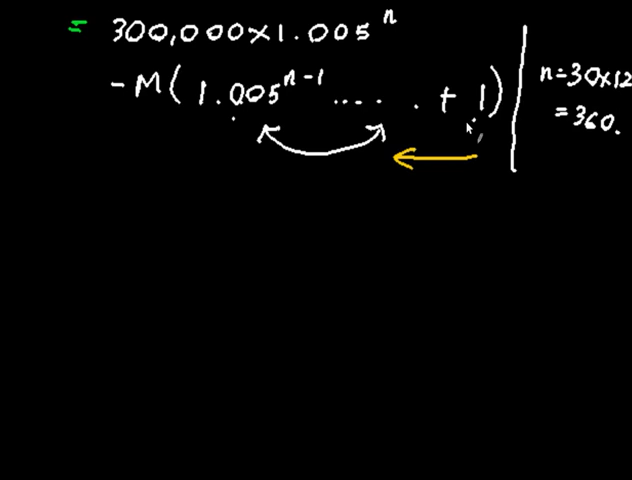 = 300,000×1.005^n
-M(1.005^n-1 ..... . + 1)
n=30×12
=360.